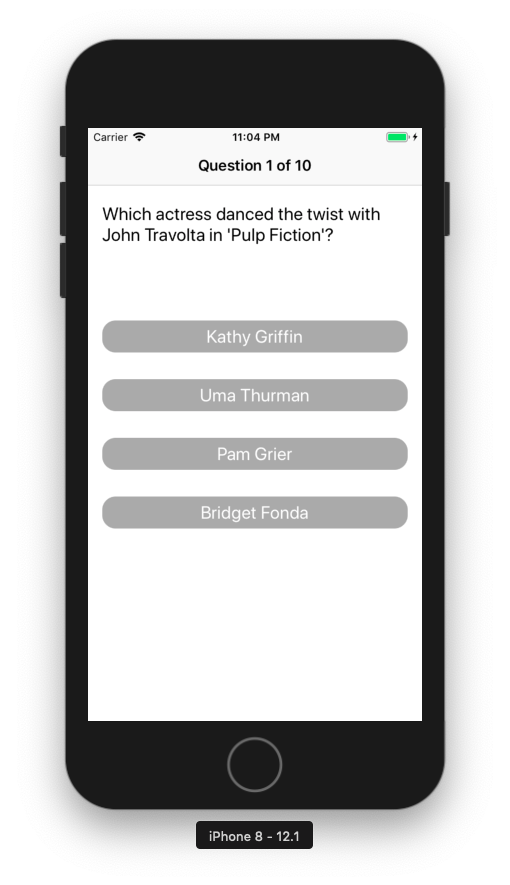 Carrier 11:04 PM
Question 1 of 10
Which actress danced the twist with
John Travolta in 'Pulp Fiction'?
Kathy Griffin
Uma Thurman
Pam Grier
Bridget Fonda
iPhone 8 - 12.1